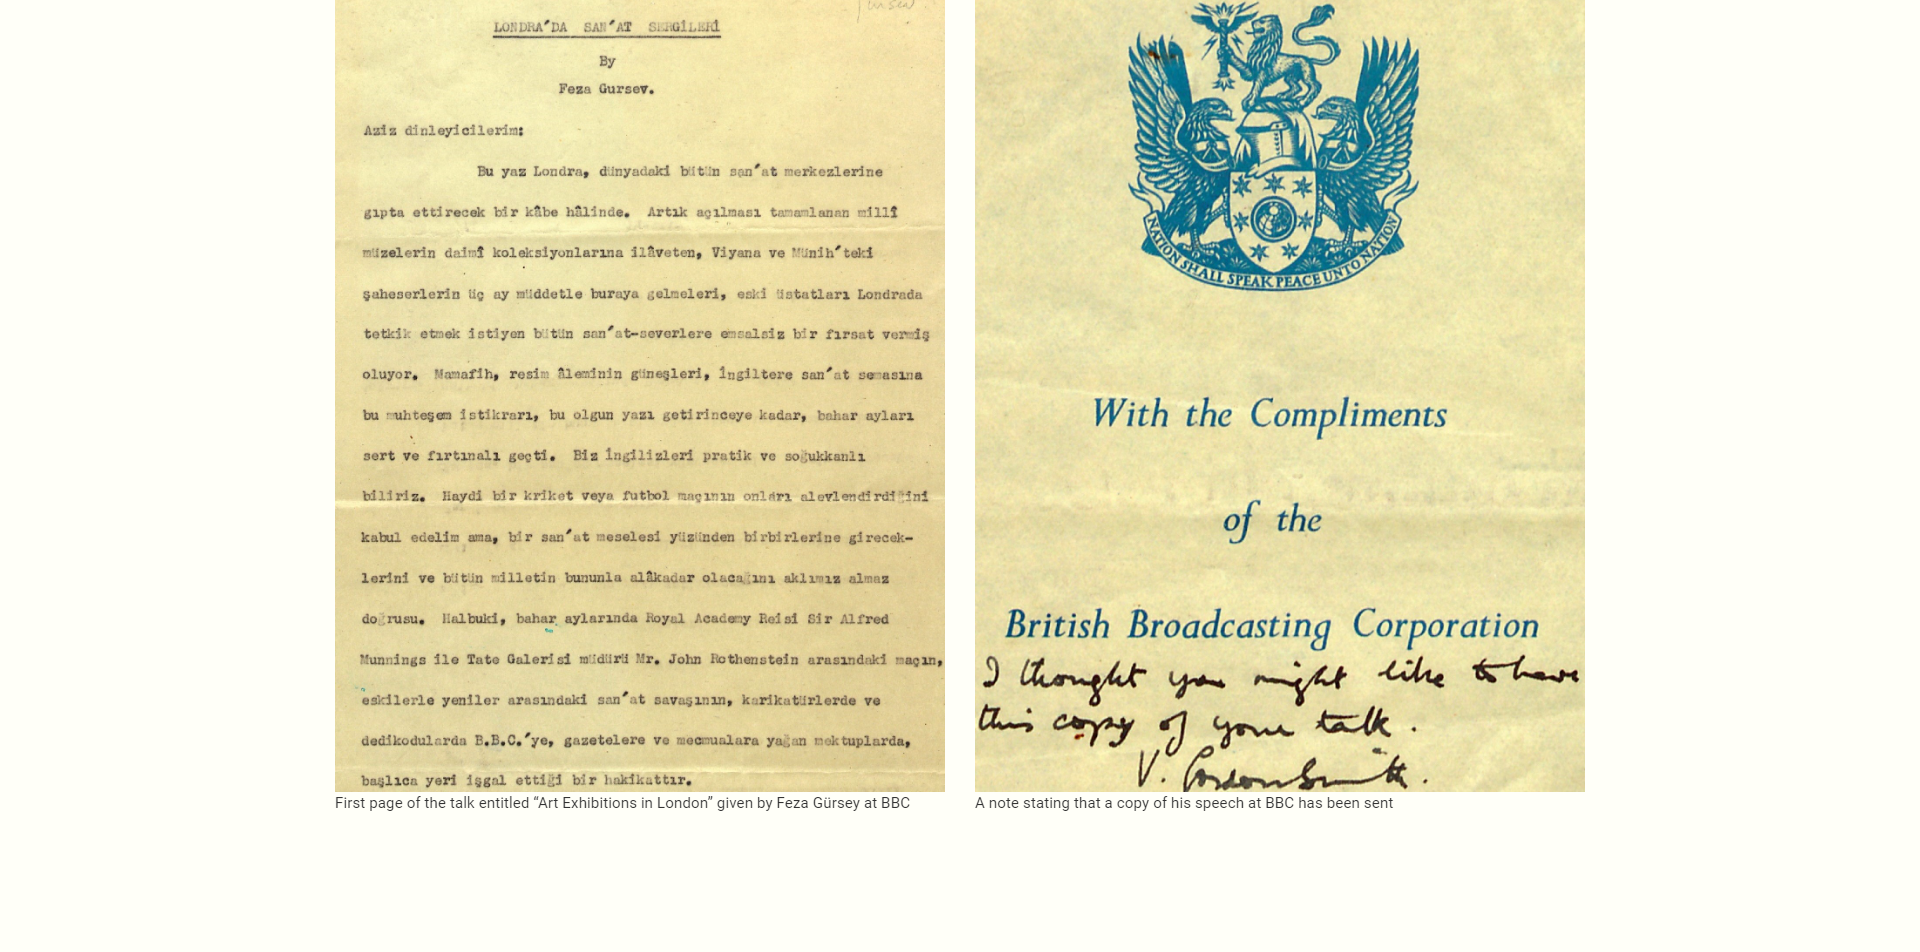 LONDRA'DA SAN'AT SERGİLERİ
By
Feza Gursev.
Aziz dinleyicilerim:
Bu yaz Londra, dünyadaki bütün san'at merkezlerine
gıpta ettirecek bir kâbe hâlinde. Artık açılması tamamlanan millî
müzelerin daimî koleksiyonlarına ilâveten, Viyana ve Münih'teki
şaheserlerin üç ay müddetle buraya gelmeleri, eski üstatları Londrada
tetkik etmek istiyen bütün san'at-severlere emsalsiz bir fırsat vermiş
oluyor. Mamafih, resim âleminin güneşleri, İngiltere san'at semasına
bu muhteşem istikrarı, bu olgun yazı getirinceye kadar, bahar ayları
sert ve fırtınalı geçti. Biz İngilizleri pratik ve soğukkanlı
biliriz. Haydi bir kriket veya futbol maçının onları alevlendirdiğini
kabul edelim ama, bir san'at meselesi yüzünden birbirlerine girecek-
lerini ve bütün milletin bununla alâkadar olacağını aklımız almaz
doğrusu. Halbuki, bahar aylarında Royal Academy Reisi Sir Alfred
Munnings ile Tate Galerisi müdürü Mr. John Rothenstein arasındaki maçın,
eskilerle yeniler arasındaki san'at savaşının, karikatürlerde ve
dedikodularda B.B.C.'ye, gazetelere ve mecmualara yağan mektuplarda,
başlıca yeri işgal ettiği bir hakikattır.
First page of the talk entitled “Art Exhibitions in London” given by Feza Gürsey at BBC
NATION SHALL SPEAK PEACE UNTO NATION
With the Compliments
of the
British Broadcasting Corporation
I thought you might like to have
this copy of your talk.
V. Gordon Smith.
A note stating that a copy of his speech at BBC has been sent